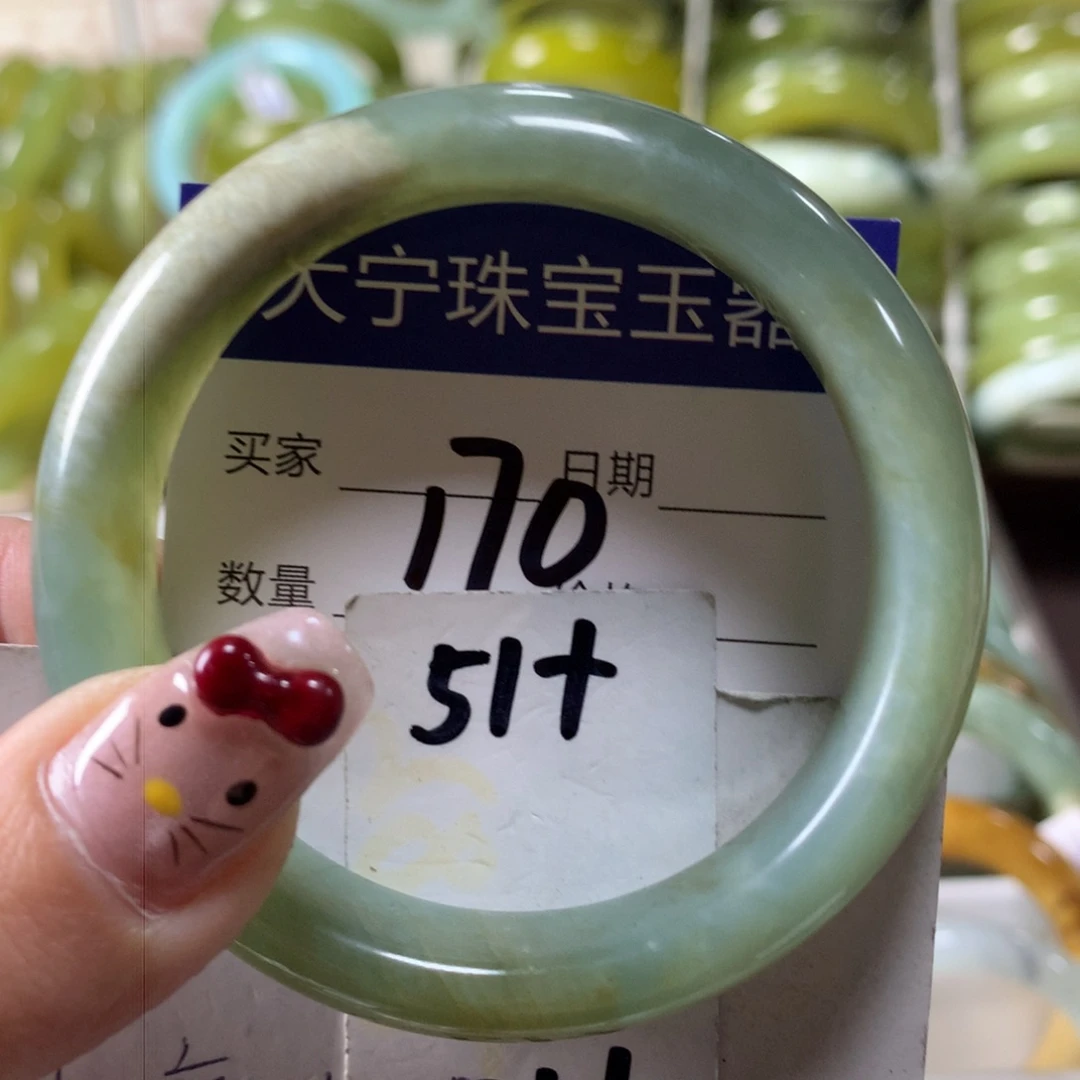 大宁珠宝玉器
买家 日期
170
数量
51+